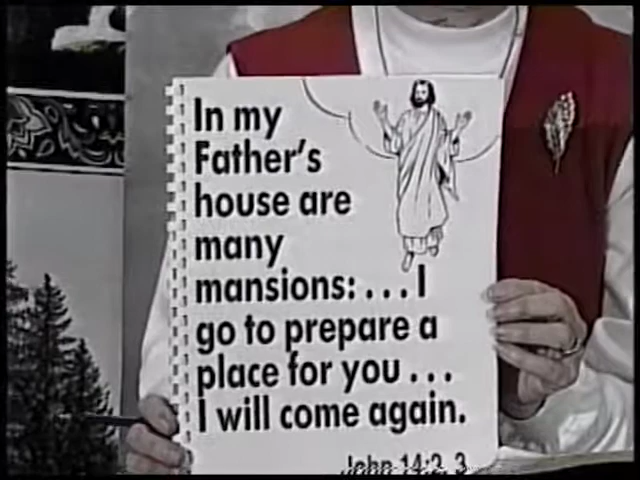 In my
Father's
house are
many
mansions: . . . I
go to prepare a
place for you . . .
I will come again.
John 14:2, 3